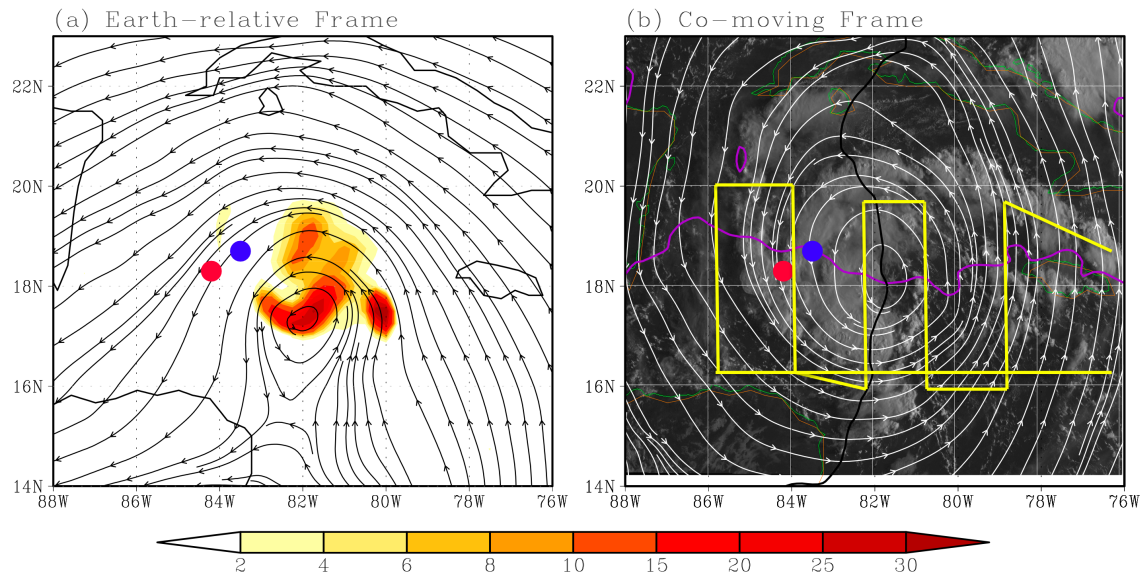 (a) Earth-relative Frame
(b) Co-moving Frame
22N
20N
18N
16N
14N
88W 86W 84W 82W 80W 78W 76W
22N
20N
18N
16N
14N
88W 86W 84W 82W 80W 78W 76W
2 4 6 8 10 15 20 25 30